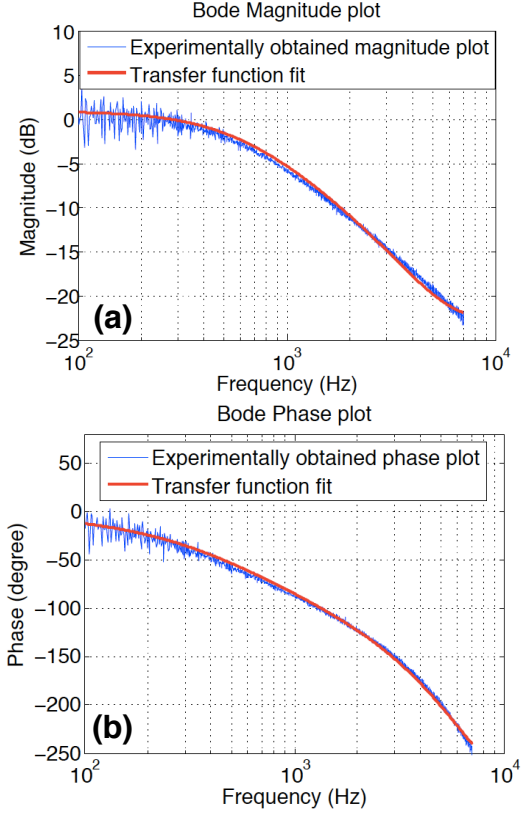 Bode Magnitude plot
Experimentally obtained magnitude plot
Transfer function fit
Magnitude (dB)
10
5
0
−5
−10
−15
−20
−25
(a)
10^2
10^3
10^4
Frequency (Hz)
Bode Phase plot
Experimentally obtained phase plot
Transfer function fit
Phase (degree)
50
0
−50
−100
−150
−200
−250
(b)
10^2
10^3
10^4
Frequency (Hz)